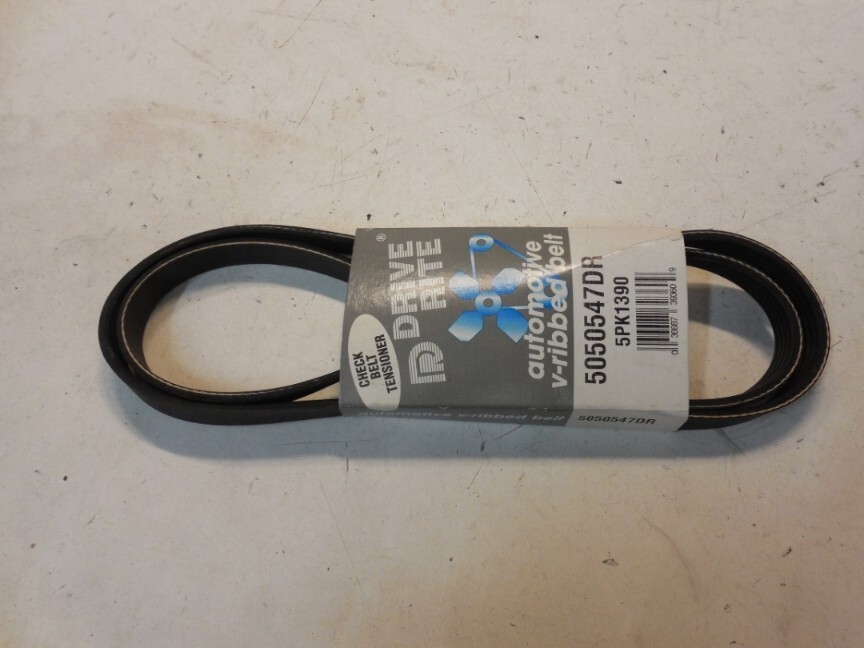 DRIVE
RITE
®
CHECK
BELT
TENSIONER
automotive
v-ribbed belt
5050547DR
5PK1390
automotive v-ribbed belt
5050547DR